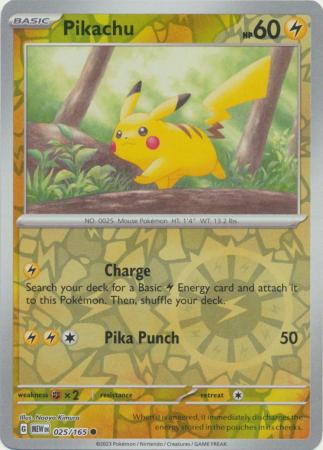 BASIC
Pikachu
HP60
NO. 0025 Mouse Pokémon HT: 1'4" WT: 13.2 lbs
Charge
Search your deck for a Basic Energy card and attach it
to this Pokémon. Then, shuffle your deck.
Pika Punch 50
weakness ×2 resistance retreat
Illus. Naoyo Kimura
G MEW EN 025/165
When it is angered, it immediately discharges the
energy stored in the pouches in its cheeks.
©2023 Pokémon / Nintendo / Creatures / GAME FREAK